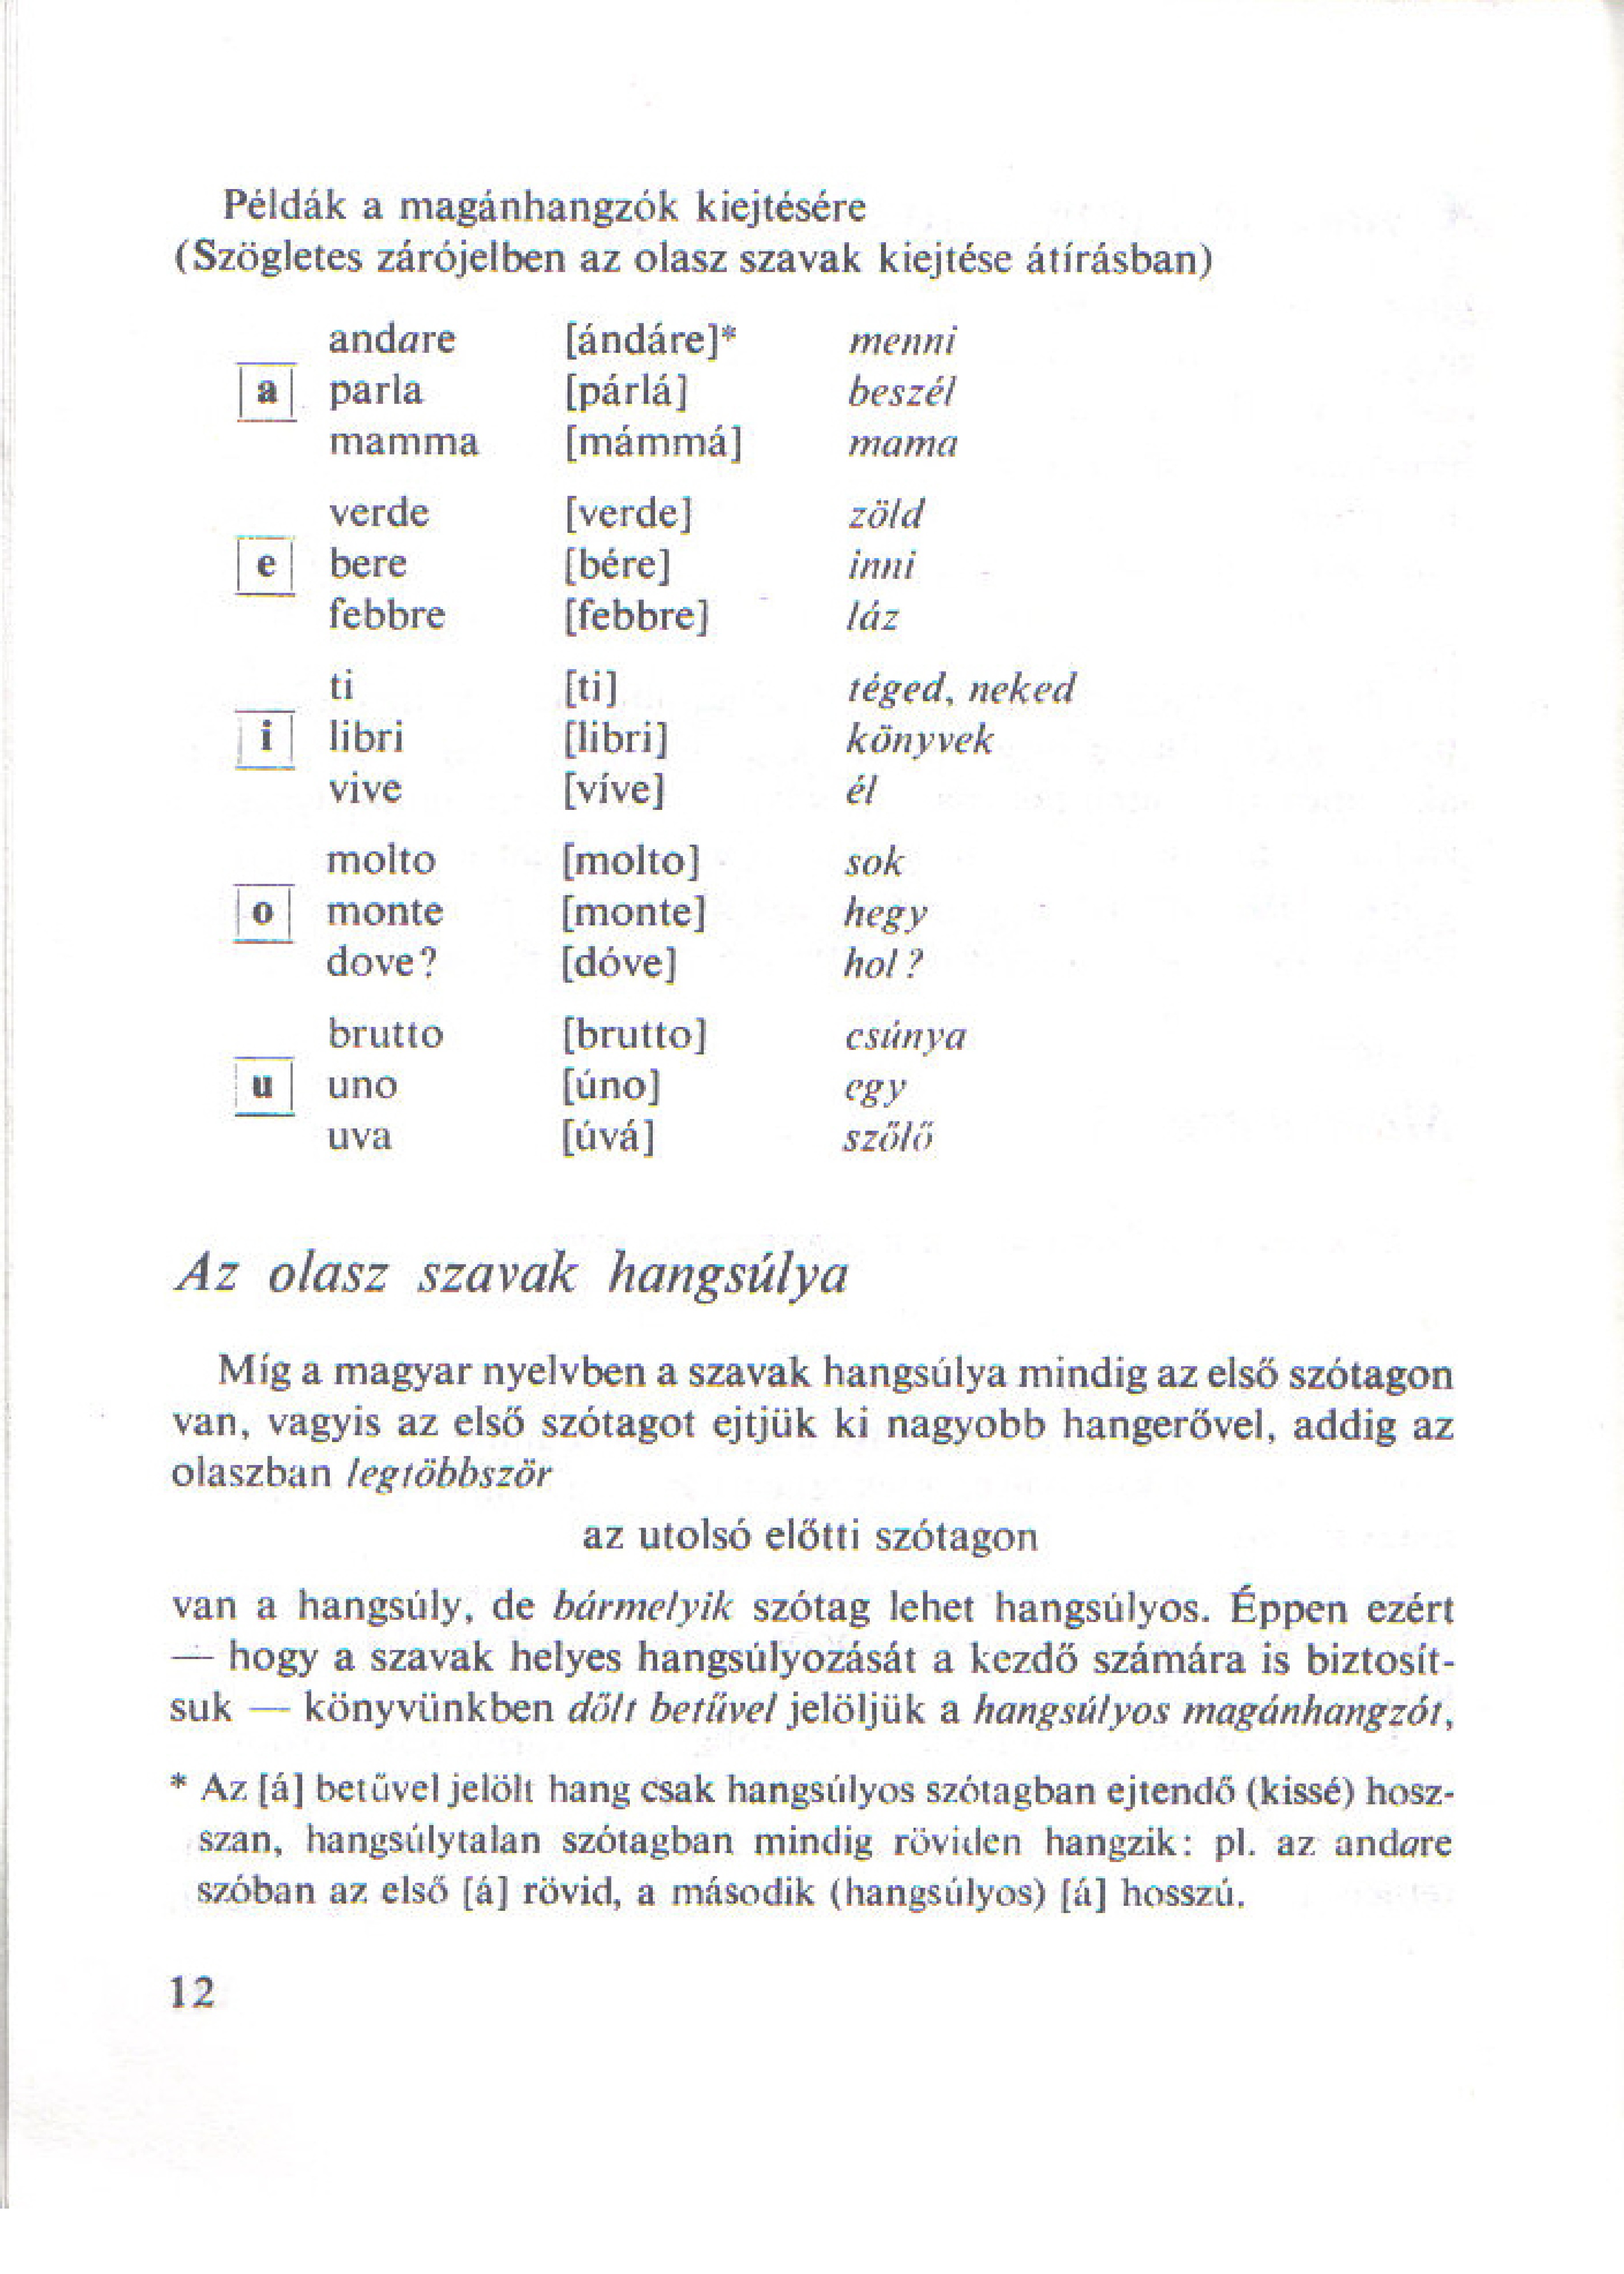 Példák a magánhangzók kiejtésére
(Szögletes zárójelben az olasz szavak kiejtése átírásban)
andare [ándáre]* menni
a parla [párlá] beszél
mamma [mámmá] mama
verde [verde] zöld
e bere [bére] inni
febbre [febbre] láz
ti [ti] téged, neked
i libri [libri] könyvek
vive [víve] él
molto [molto] sok
o monte [monte] hegy
dove? [dóve] hol?
brutto [brutto] csúnya
u uno [úno] egy
uva [úvá] szőlő
Az olasz szavak hangsúlya
Míg a magyar nyelvben a szavak hangsúlya mindig az első szótagon
van, vagyis az első szótagot ejtjük ki nagyobb hangerővel, addig az
olaszban legtöbbször
az utolsó előtti szótagon
van a hangsúly, de bármelyik szótag lehet hangsúlyos. Éppen ezért
— hogy a szavak helyes hangsúlyozását a kezdő számára is biztosít-
suk — könyvünkben dőlt betűvel jelöljük a hangsúlyos magánhangzót,
* Az [á] betűvel jelölt hang csak hangsúlyos szótagban ejtendő (kissé) hosz-
szan, hangsúlytalan szótagban mindig röviden hangzik: pl. az andare
szóban az első [á] rövid, a második (hangsúlyos) [á] hosszú.
12